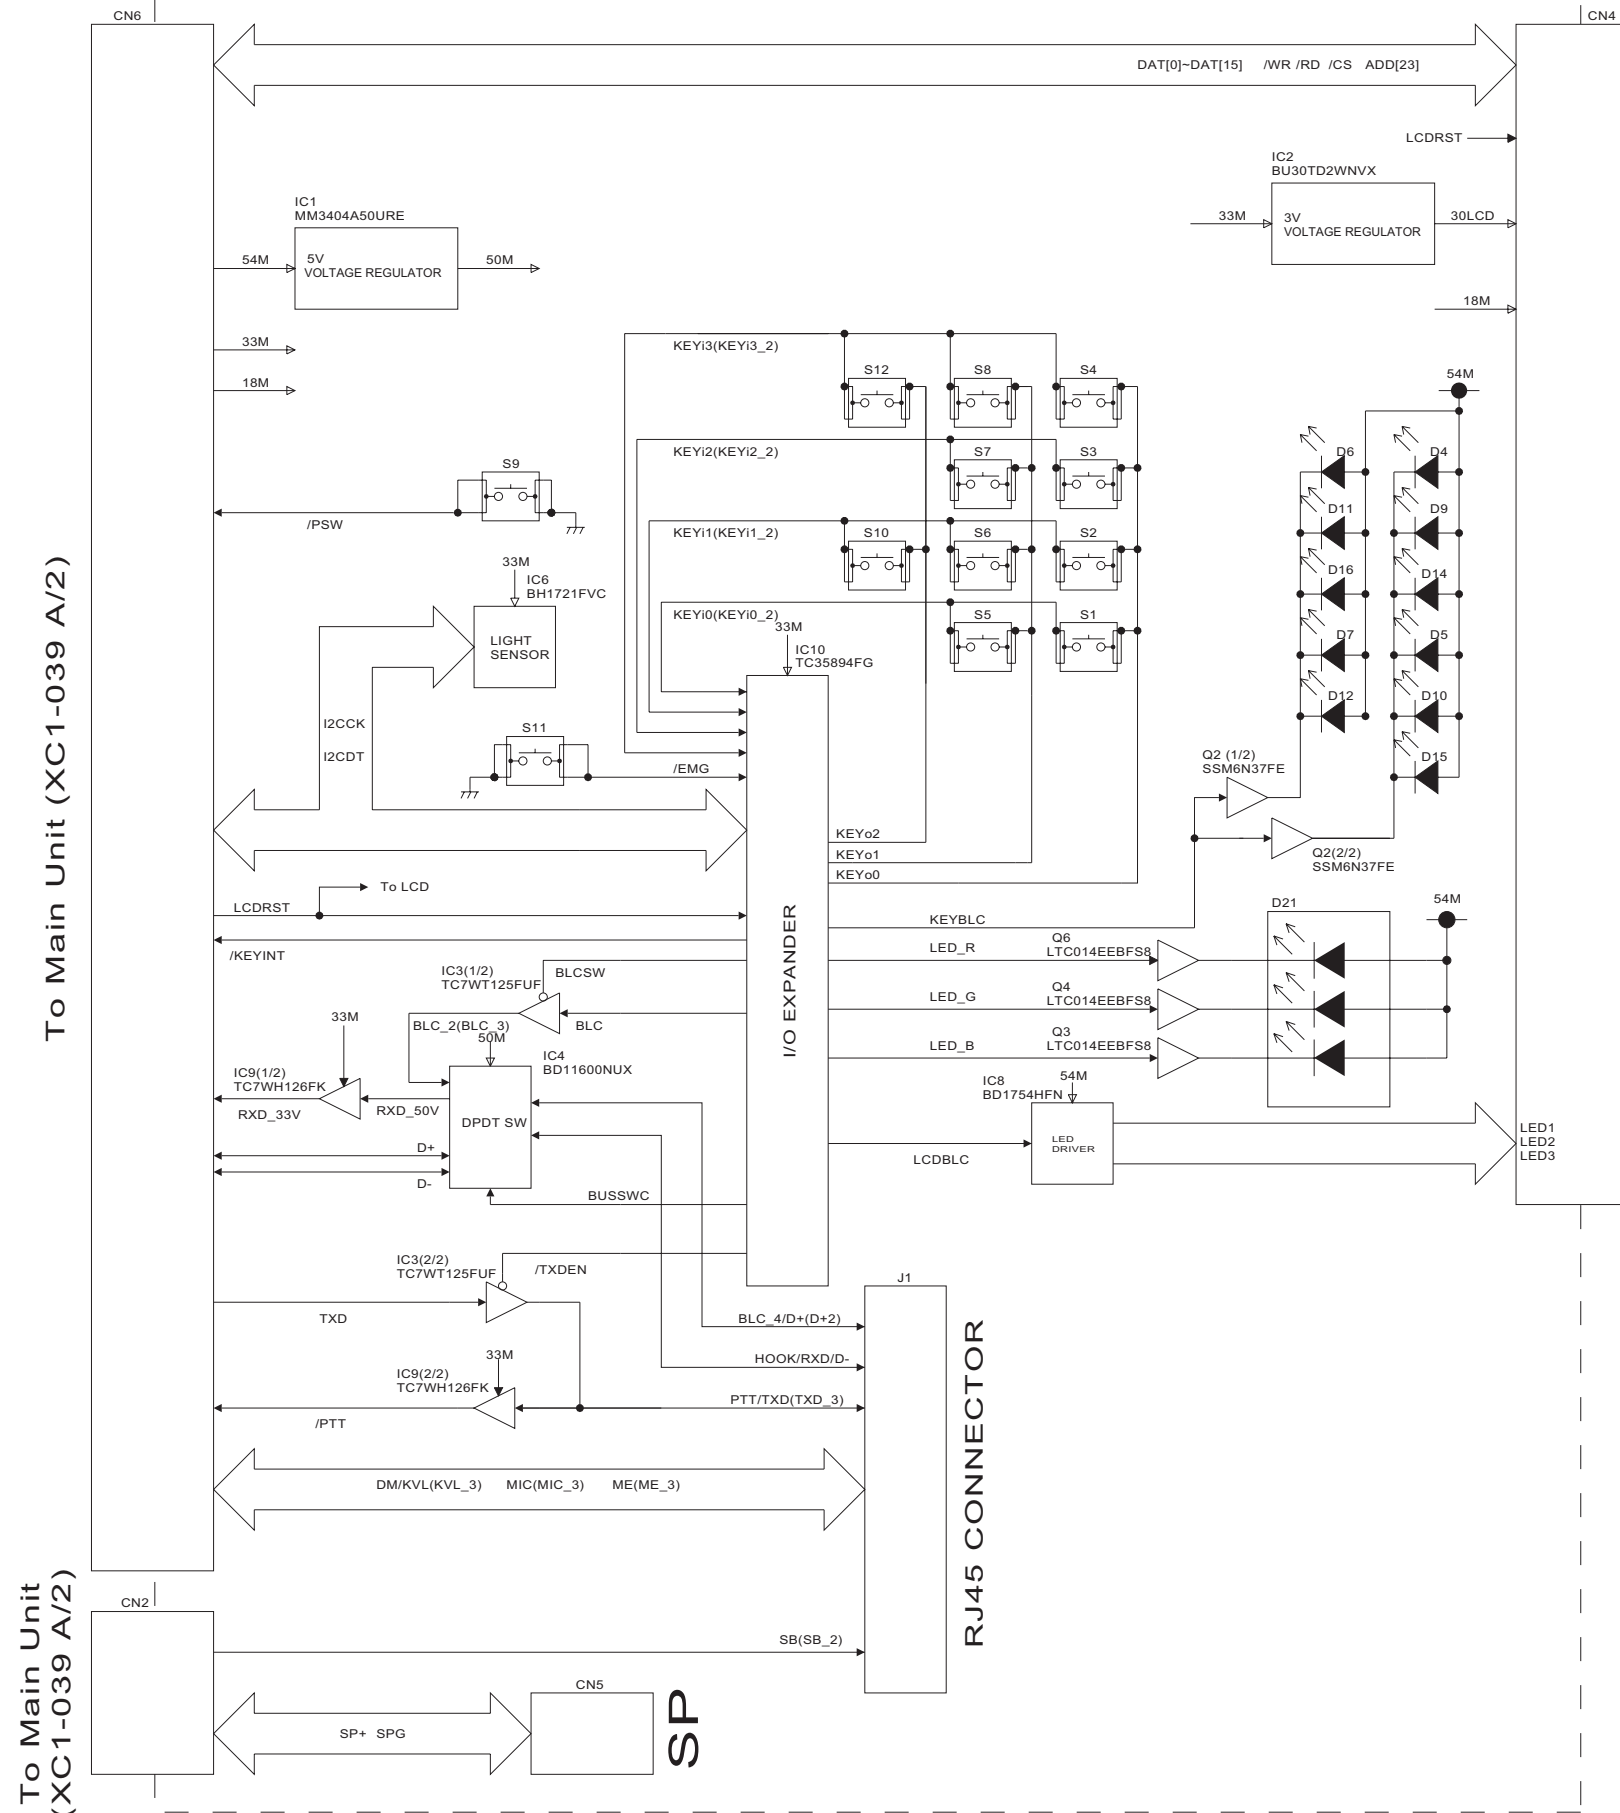 CN6
CN4
DAT[0]~DAT[15] /WR /RD /CS ADD[23]
LCDRST
IC2
BU30TD2WNVX
33M
3V
VOLTAGE REGULATOR
30LCD
18M
IC1
MM3404A50URE
54M
5V
VOLTAGE REGULATOR
50M
33M
18M
KEYi3(KEYi3_2)
S12
S8
S4
KEYi2(KEYi2_2)
S7
S3
KEYi1(KEYi1_2)
S10
S6
S2
KEYi0(KEYi0_2)
S5
S1
54M
D6
D4
D11
D9
D16
D14
D7
D5
D12
D10
D15
S9
/PSW
33M
IC6
BH1721FVC
LIGHT
SENSOR
33M
IC10
TC35894FG
To Main Unit (XC1-039 A/2)
I2CCK
I2CDT
S11
/EMG
Q2 (1/2)
SSM6N37FE
Q2(2/2)
SSM6N37FE
KEYo2
KEYo1
KEYo0
To LCD
LCDRST
/KEYINT
I/O EXPANDER
KEYBLC
D21
54M
LED_R
Q6
LTC014EEBFS8
LED_G
Q4
LTC014EEBFS8
LED_B
Q3
LTC014EEBFS8
IC3(1/2)
TC7WT125FUF
BLCSW
BLC
BLC_2(BLC_3)
50M
33M
IC4
BD11600NUX
IC9(1/2)
TC7WH126FK
RXD_33V
RXD_50V
DPDT SW
D+
D-
BUSSWC
IC8
BD1754HFN
54M
LED
DRIVER
LCDBLC
LED1
LED2
LED3
IC3(2/2)
TC7WT125FUF
/TXDEN
TXD
J1
BLC_4/D+(D+2)
HOOK/RXD/D-
33M
IC9(2/2)
TC7WH126FK
PTT/TXD(TXD_3)
/PTT
RJ45 CONNECTOR
DM/KVL(KVL_3) MIC(MIC_3) ME(ME_3)
To Main Unit
(XC1-039 A/2)
CN2
SB(SB_2)
CN5
SP+ SPG
SP